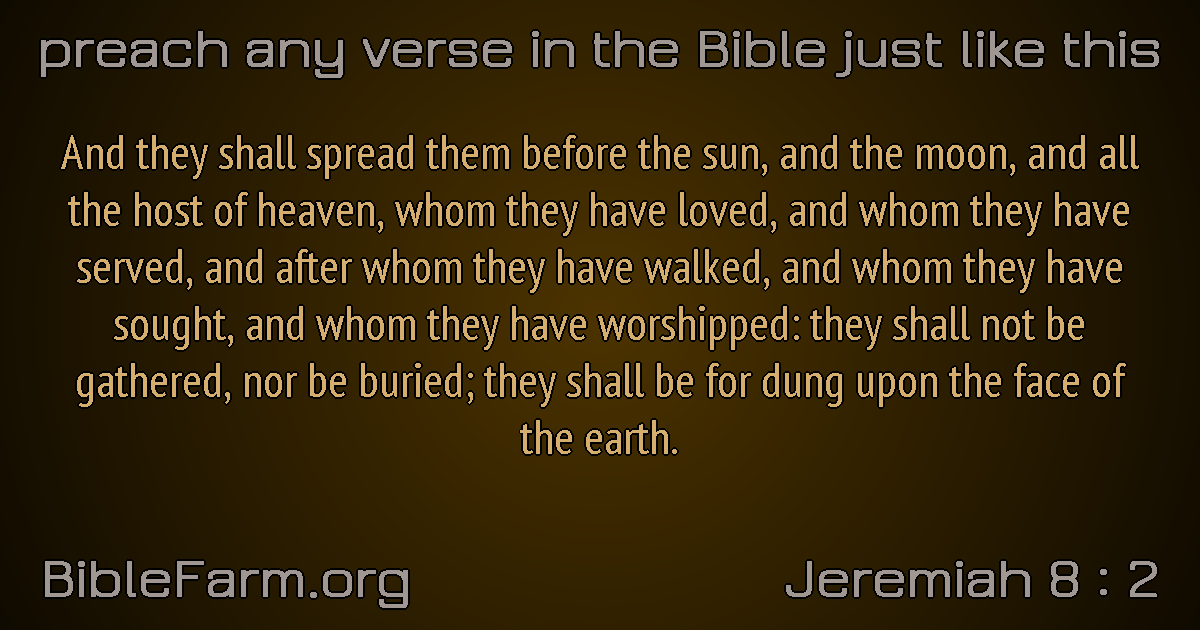 preach any verse in the Bible just like this
And they shall spread them before the sun, and the moon, and all
the host of heaven, whom they have loved, and whom they have
served, and after whom they have walked, and whom they have
sought, and whom they have worshipped: they shall not be
gathered, nor be buried; they shall be for dung upon the face of
the earth.
BibleFarm.org
Jeremiah 8 : 2